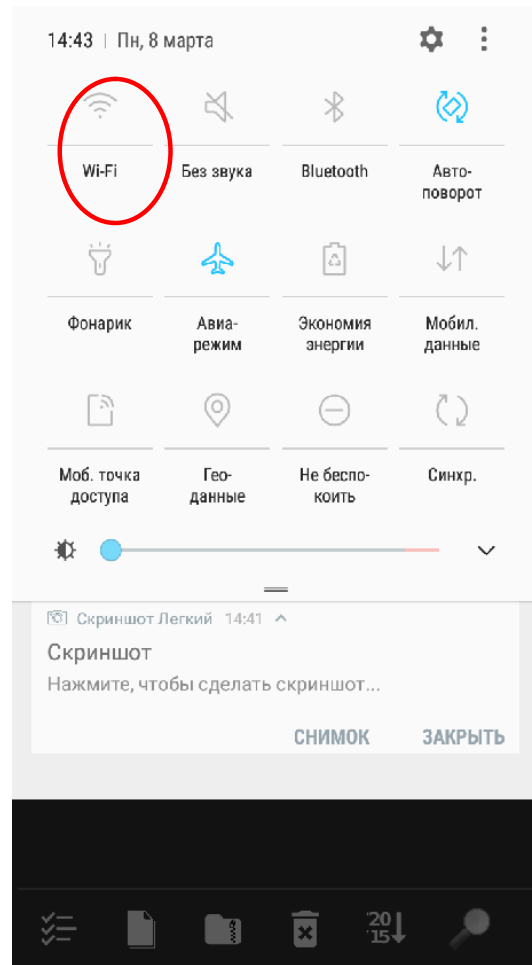 14:43 | Пн, 8 марта
Wi-Fi
Без звука
Bluetooth
Авто-
поворот
Фонарик
Авиа-
режим
Экономия
энергии
Мобил.
данные
Моб. точка
доступа
Гео-
данные
Не беспо-
коить
Синхр.
Скриншот Легкий 14:41
Скриншот
Нажмите, чтобы сделать скриншот...
СНИМОК ЗАКРЫТЬ
'20
'15